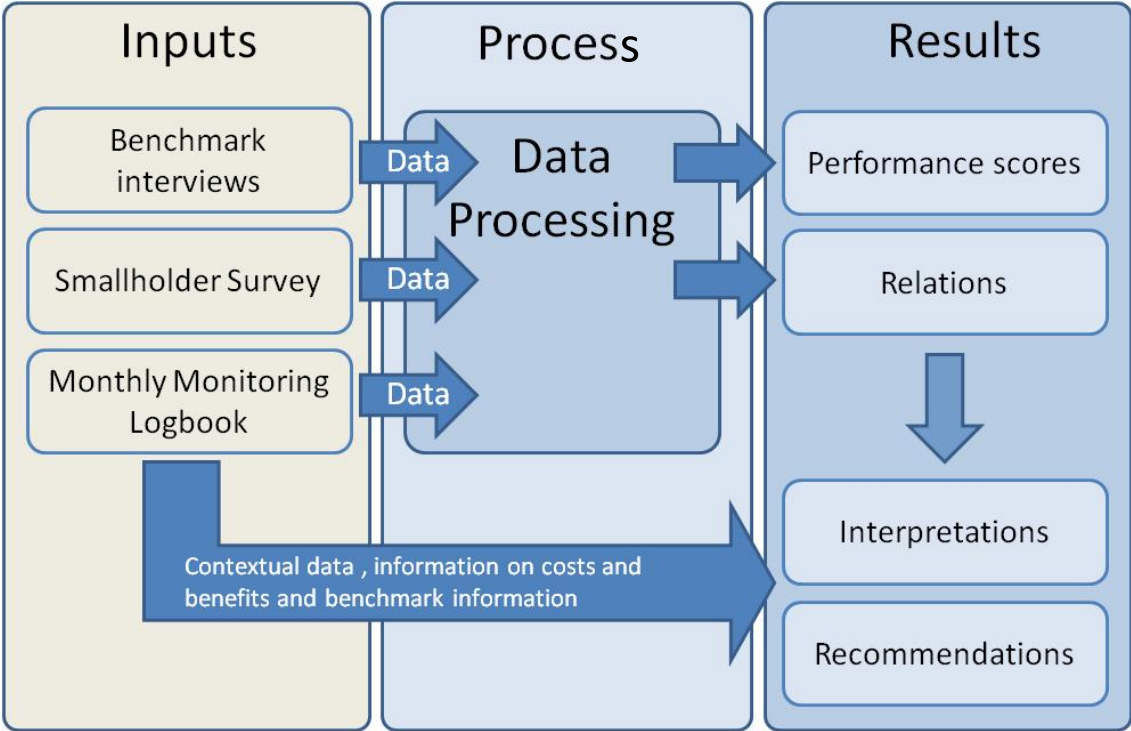 Inputs
Benchmark
interviews
Smallholder Survey
Monthly Monitoring
Logbook
Process
Data
Data
Data
Data
Processing
Contextual data , information on costs and
benefits and benchmark information
Results
Performance scores
Relations
Interpretations
Recommendations